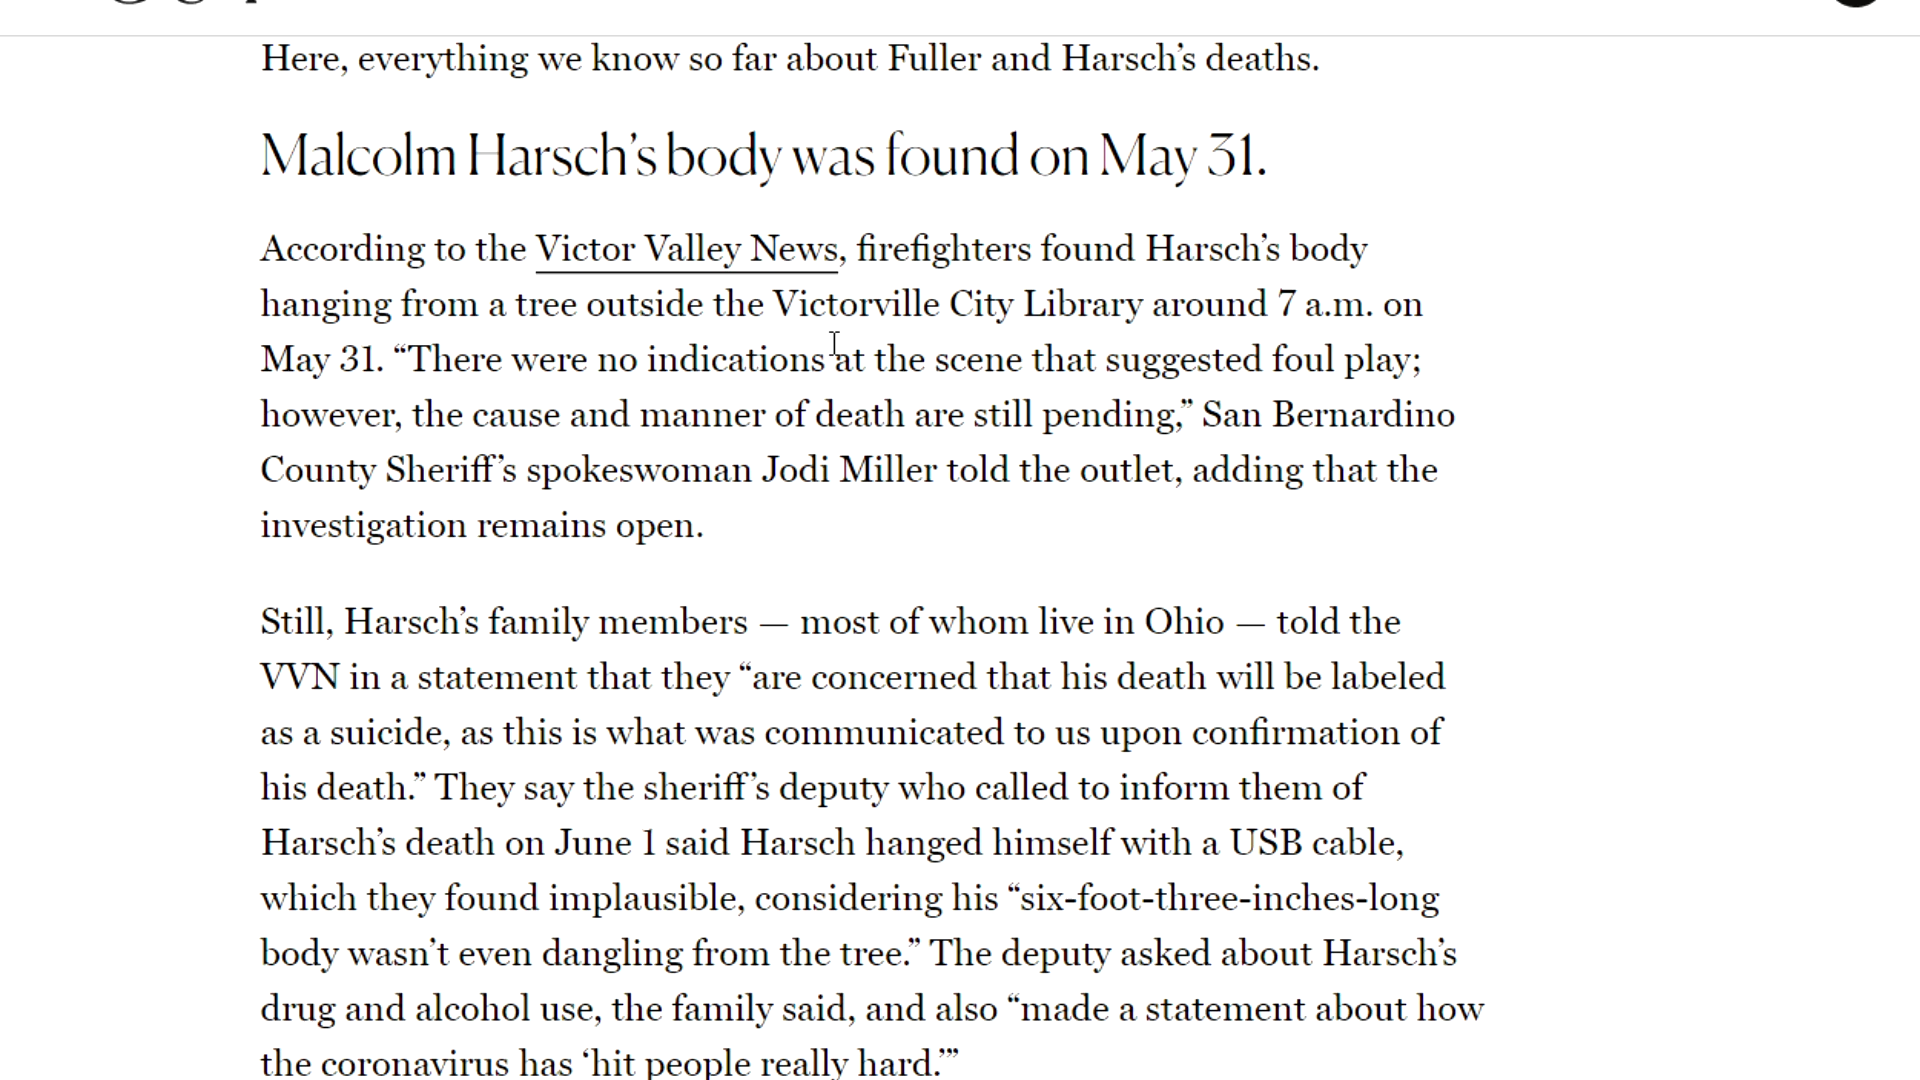 Here, everything we know so far about Fuller and Harsch’s deaths.
Malcolm Harsch’s body was found on May 31.
According to the Victor Valley News, firefighters found Harsch’s body
hanging from a tree outside the Victorville City Library around 7 a.m. on
May 31. “There were no indications at the scene that suggested foul play;
however, the cause and manner of death are still pending,” San Bernardino
County Sheriff’s spokeswoman Jodi Miller told the outlet, adding that the
investigation remains open.
Still, Harsch’s family members — most of whom live in Ohio — told the
VVN in a statement that they “are concerned that his death will be labeled
as a suicide, as this is what was communicated to us upon confirmation of
his death.” They say the sheriff’s deputy who called to inform them of
Harsch’s death on June 1 said Harsch hanged himself with a USB cable,
which they found implausible, considering his “six-foot-three-inches-long
body wasn’t even dangling from the tree.” The deputy asked about Harsch’s
drug and alcohol use, the family said, and also “made a statement about how
the coronavirus has ‘hit people really hard.’”